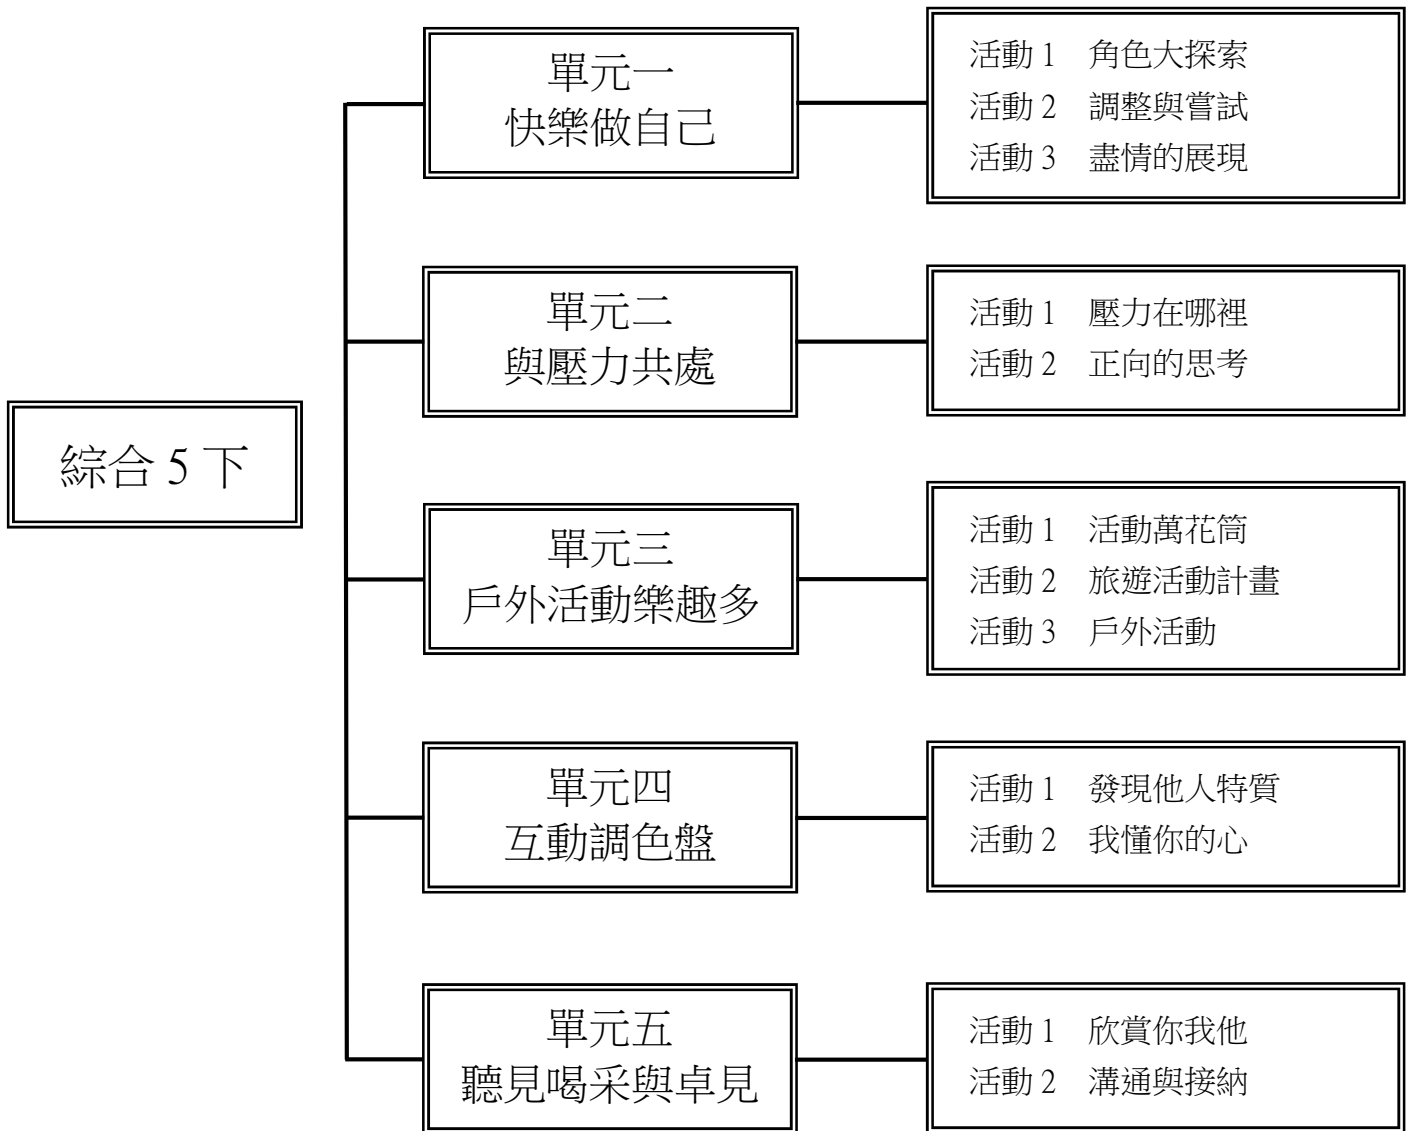 綜合 5 下
單元一
快樂做自己
活動 1 角色大探索
活動 2 調整與嘗試
活動 3 盡情的展現
單元二
與壓力共處
活動 1 壓力在哪裡
活動 2 正向的思考
單元三
戶外活動樂趣多
活動 1 活動萬花筒
活動 2 旅遊活動計畫
活動 3 戶外活動
單元四
互動調色盤
活動 1 發現他人特質
活動 2 我懂你的心
單元五
聽見喝采與卓見
活動 1 欣賞你我他
活動 2 溝通與接納